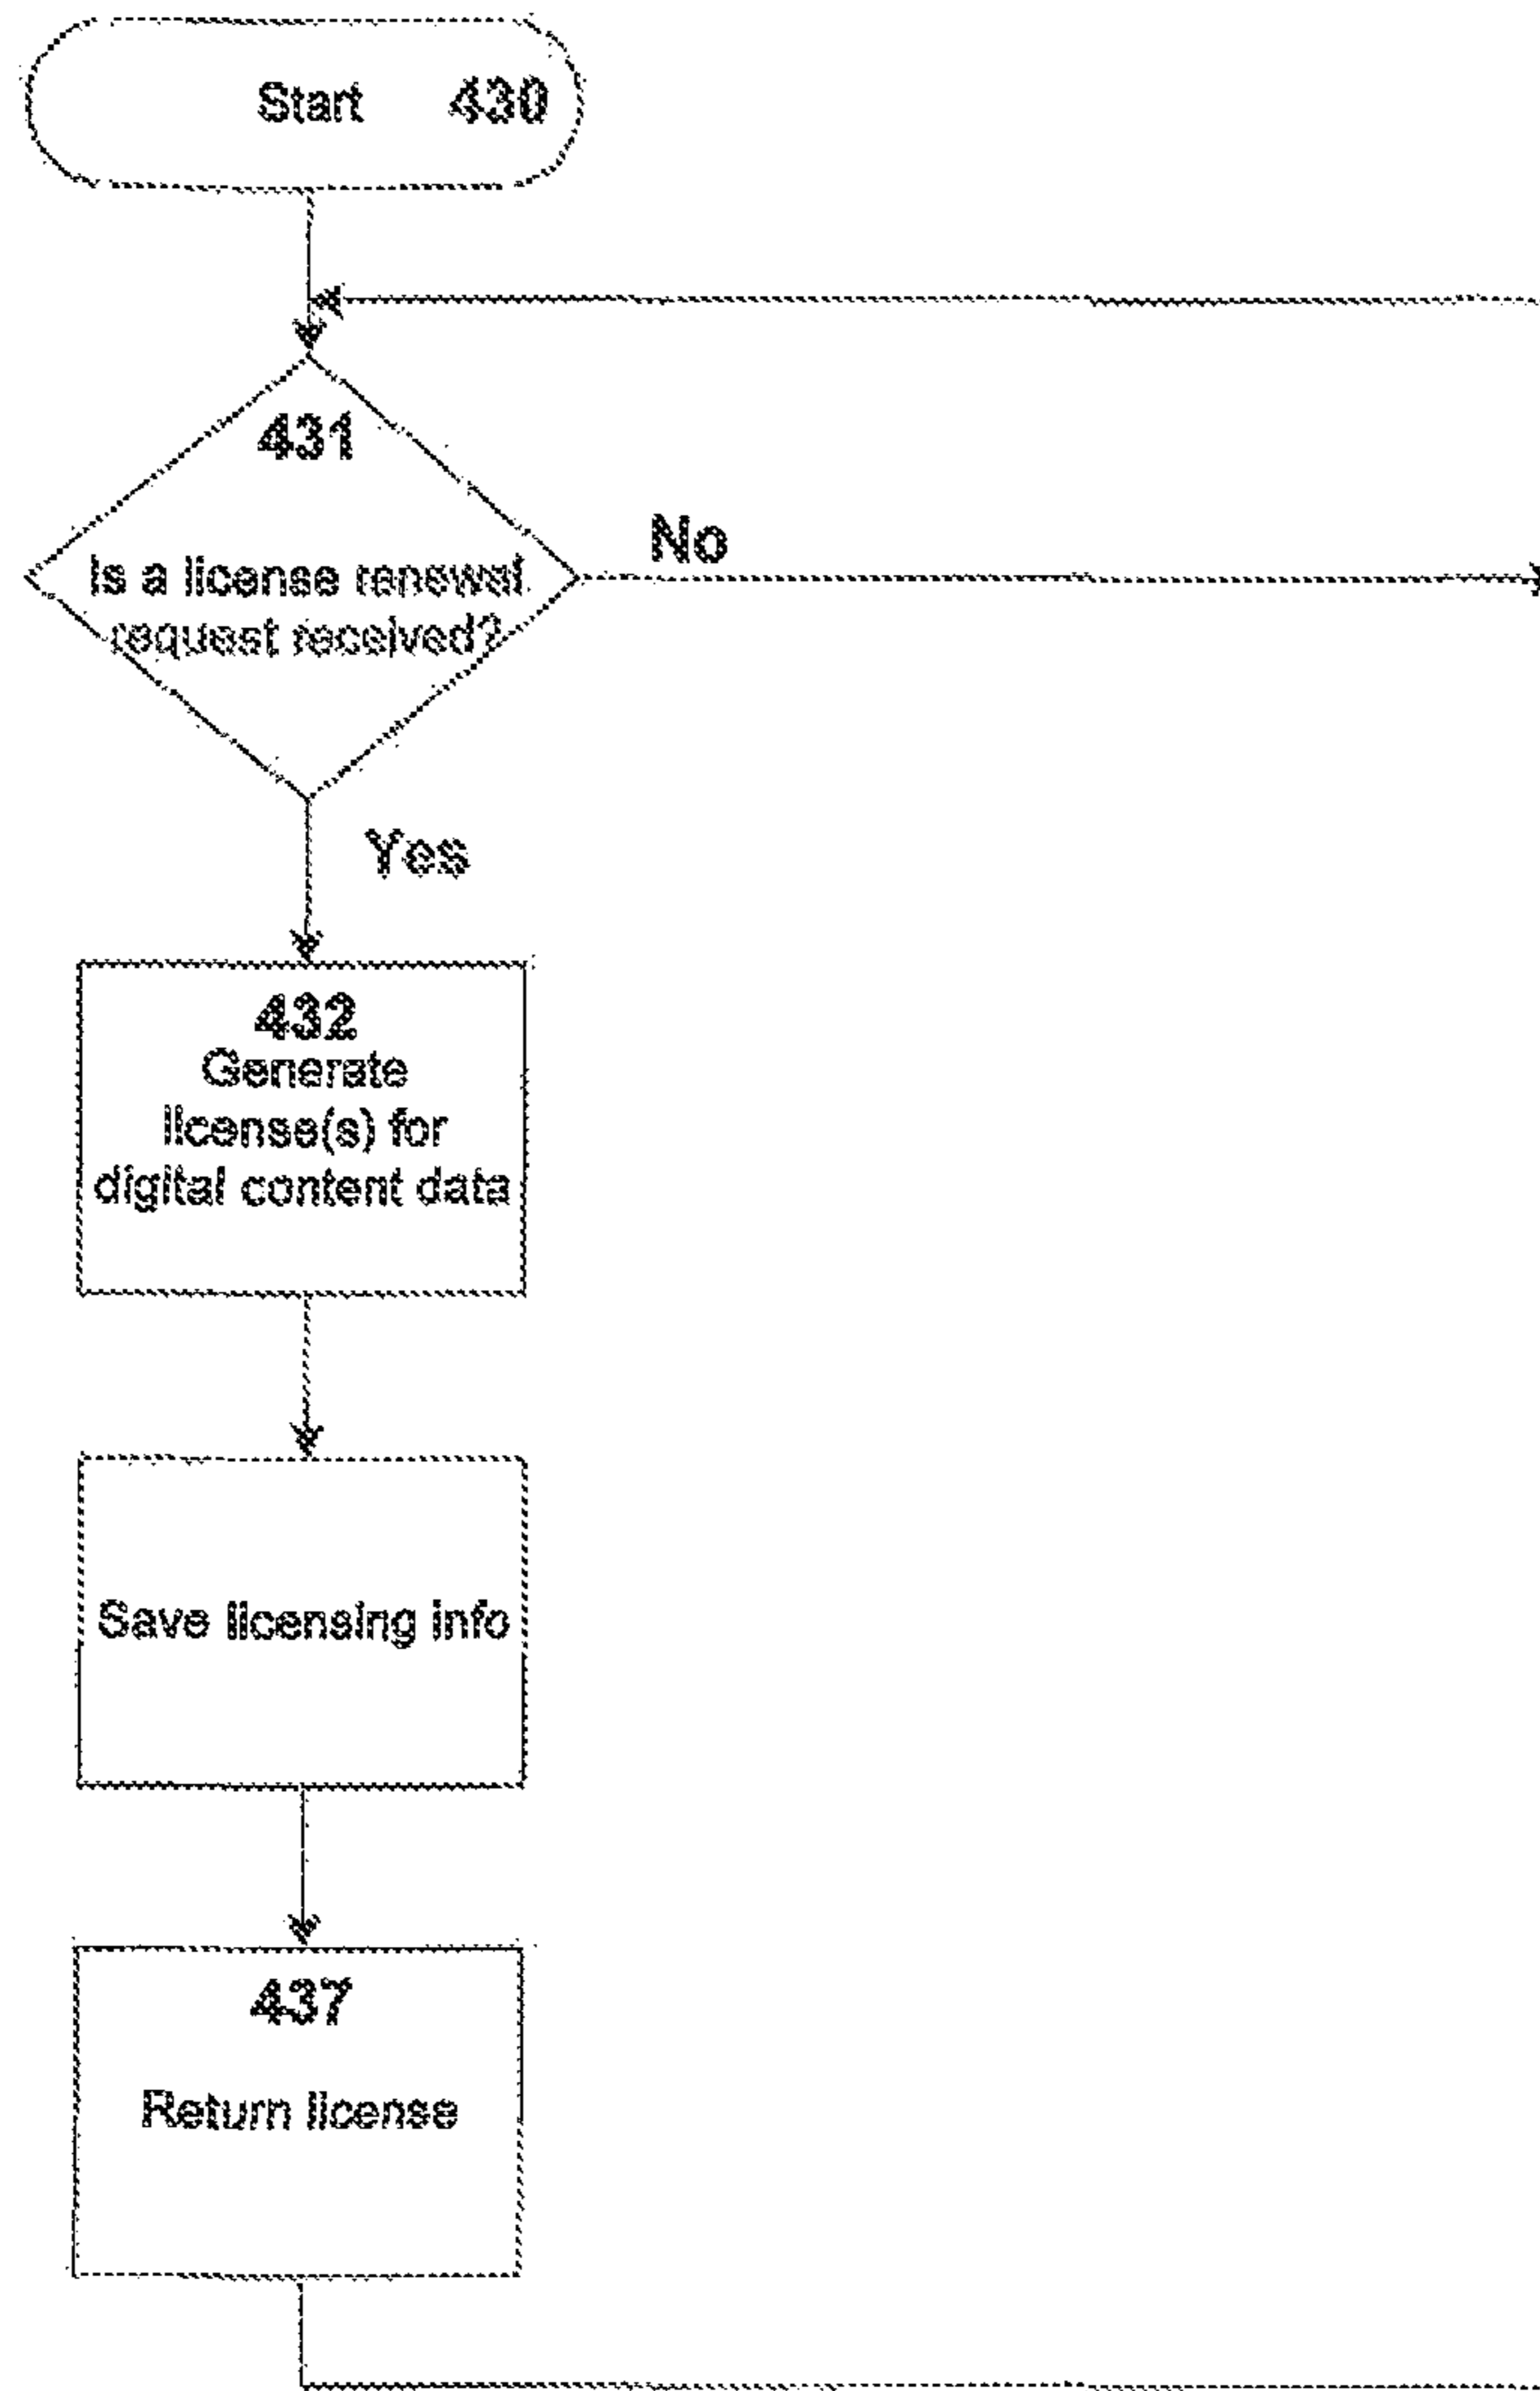 Start 430
431
Is a license renewal
request received?
No
Yes
432
Generate
license(s) for
digital content data
Save licensing info
437
Return license